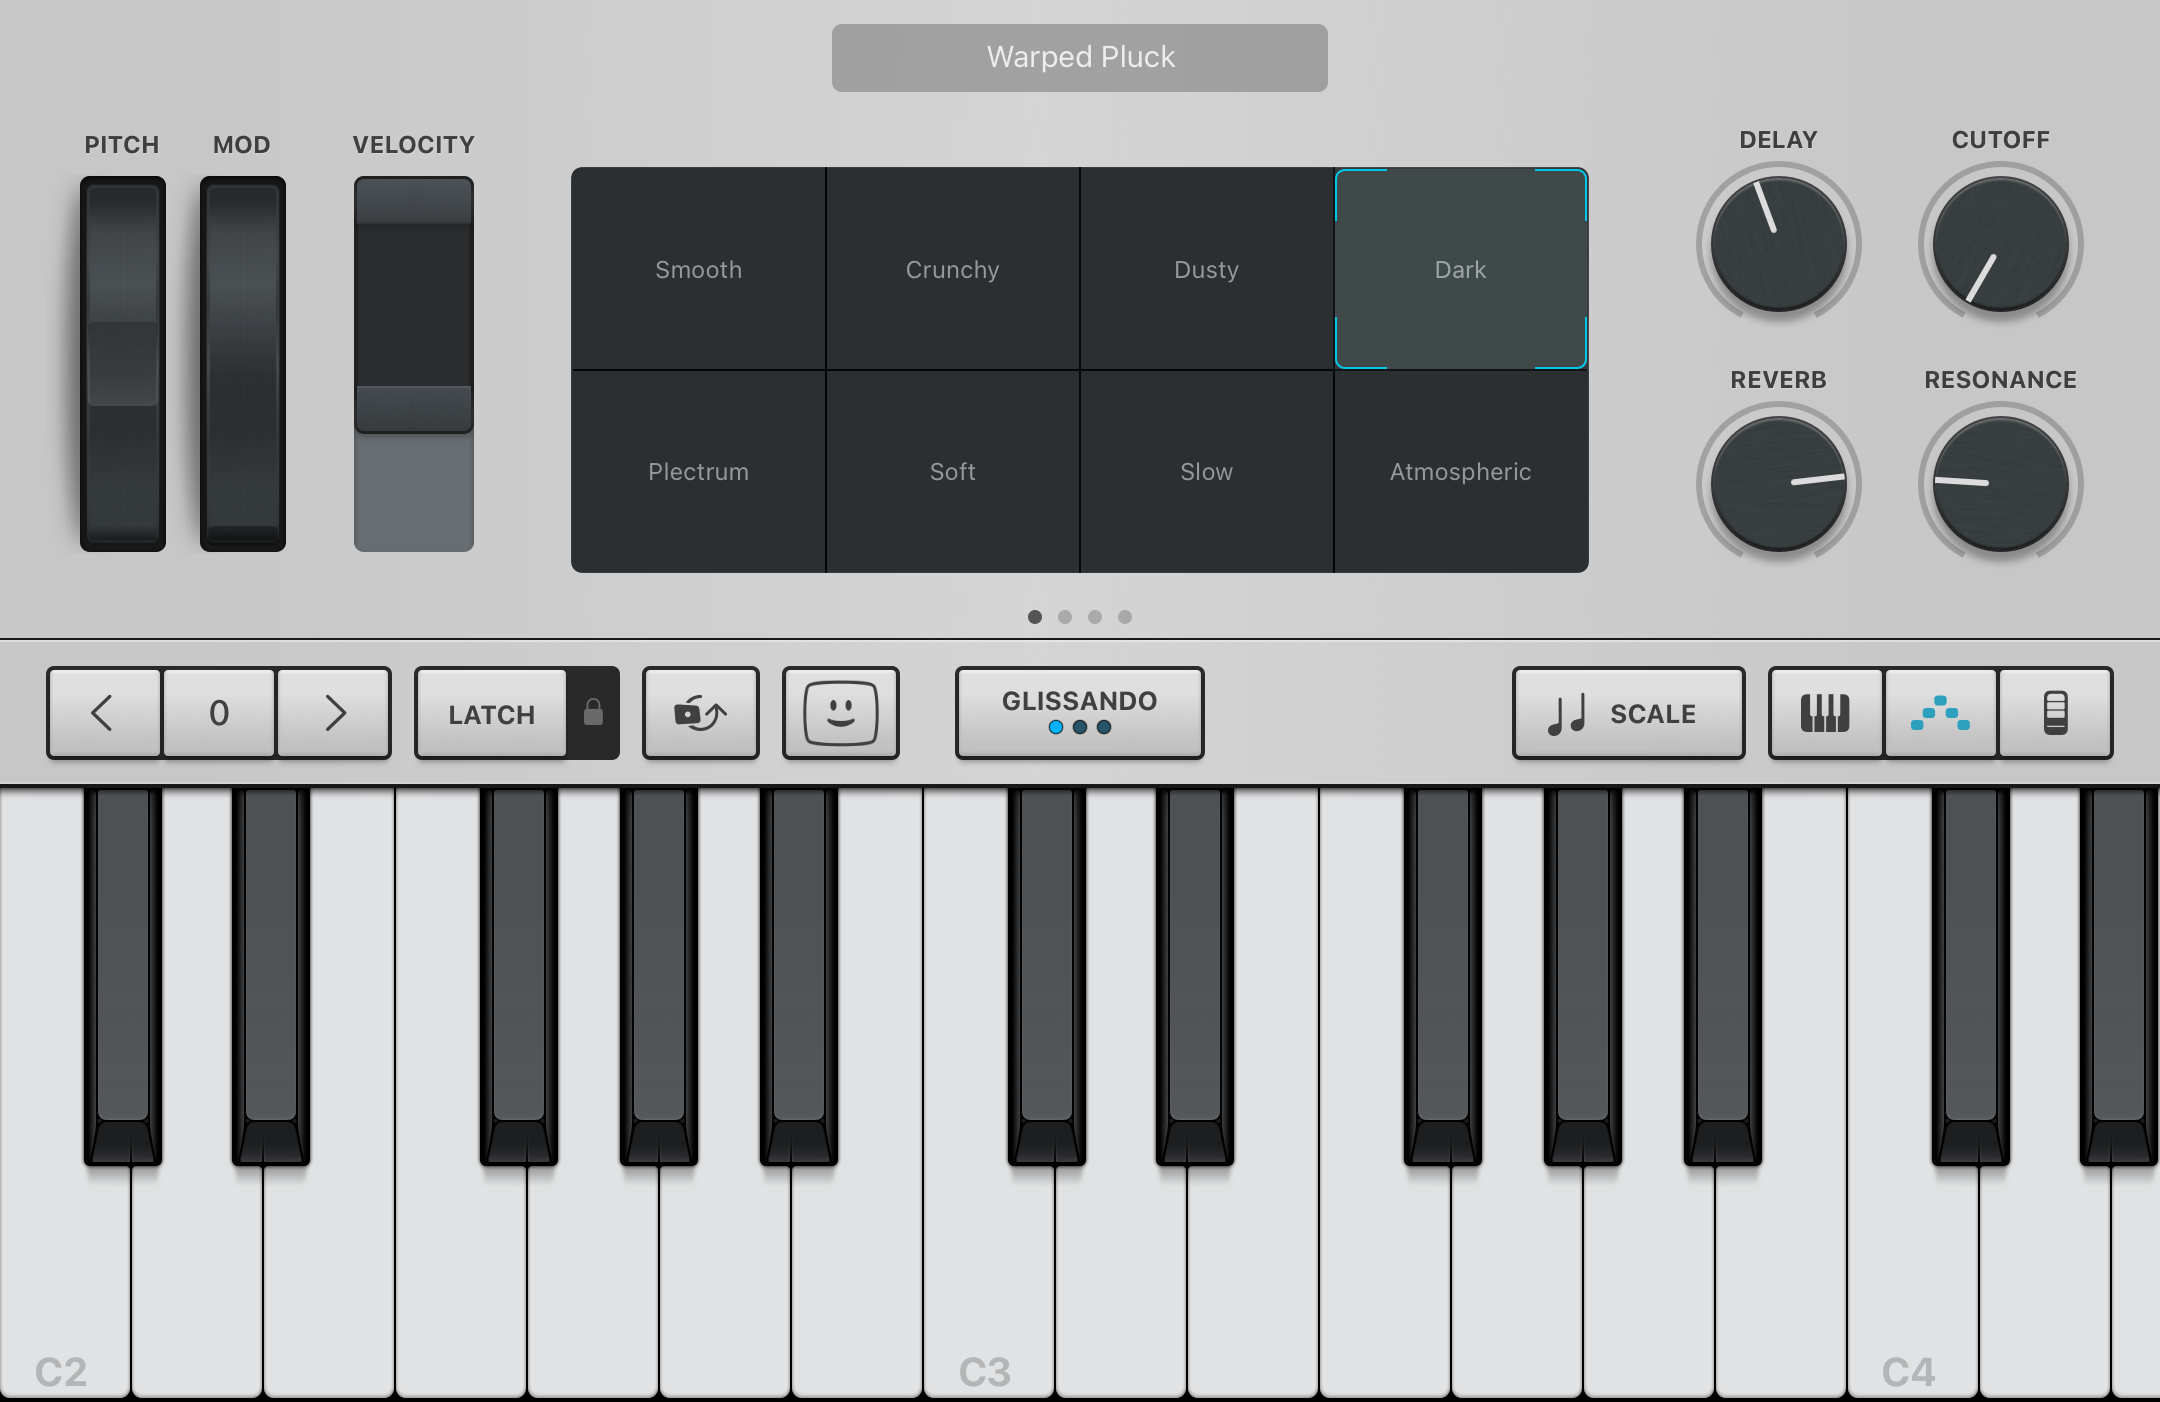 Warped Pluck
PITCH
MOD
VELOCITY
Smooth
Crunchy
Dusty
Dark
Plectrum
Soft
Slow
Atmospheric
DELAY
CUTOFF
REVERB
RESONANCE
0
LATCH
GLISSANDO
SCALE
C2
C3
C4